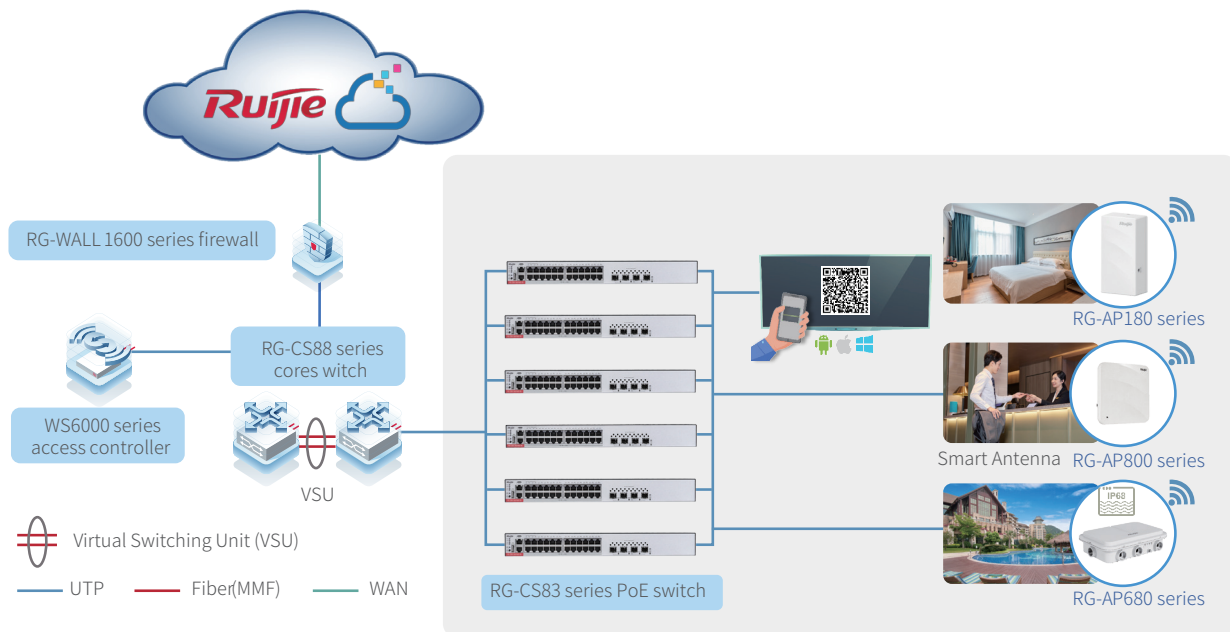 Ruijie
RG-WALL 1600 series firewall
RG-CS88 series
cores witch
WS6000 series
access controller
VSU
Virtual Switching Unit (VSU)
UTP
Fiber(MMF)
WAN
RG-CS83 series PoE switch
Ruijie
RG-AP180 series
Smart Antenna
RG-AP800 series
IP68
RG-AP680 series